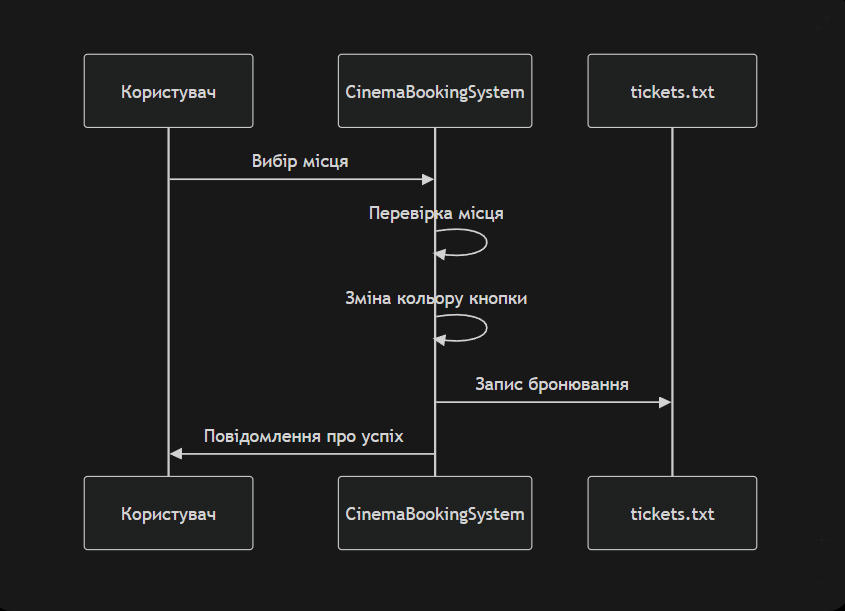 Користувач
CinemaBookingSystem
tickets.txt
Вибір місця
Перевірка місця
Зміна кольору кнопки
Запис бронювання
Повідомлення про успіх
Користувач
CinemaBookingSystem
tickets.txt